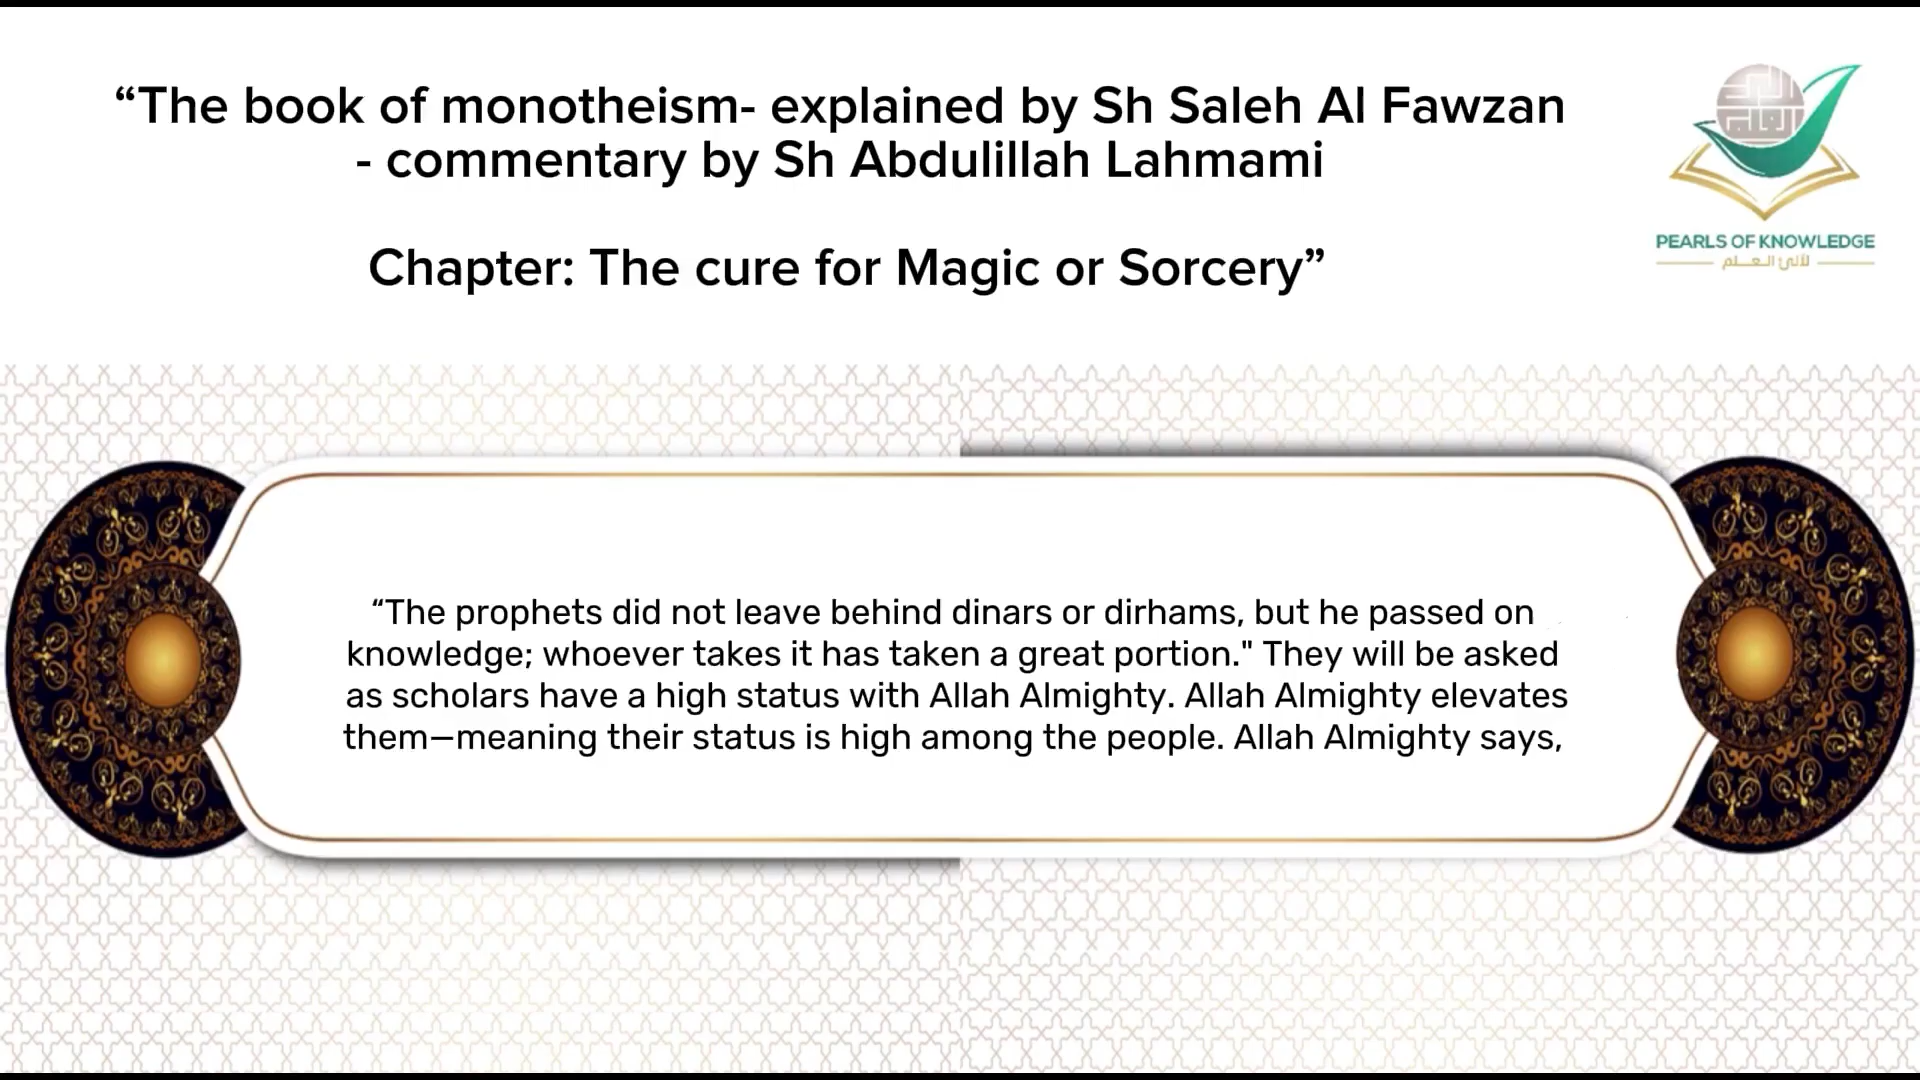 “The book of monotheism- explained by Sh Saleh Al Fawzan
- commentary by Sh Abdulillah Lahmami
Chapter: The cure for Magic or Sorcery”
PEARLS OF KNOWLEDGE
لآلئ العلم
“The prophets did not leave behind dinars or dirhams, but he passed on
knowledge; whoever takes it has taken a great portion." They will be asked
as scholars have a high status with Allah Almighty. Allah Almighty elevates
them—meaning their status is high among the people. Allah Almighty says,